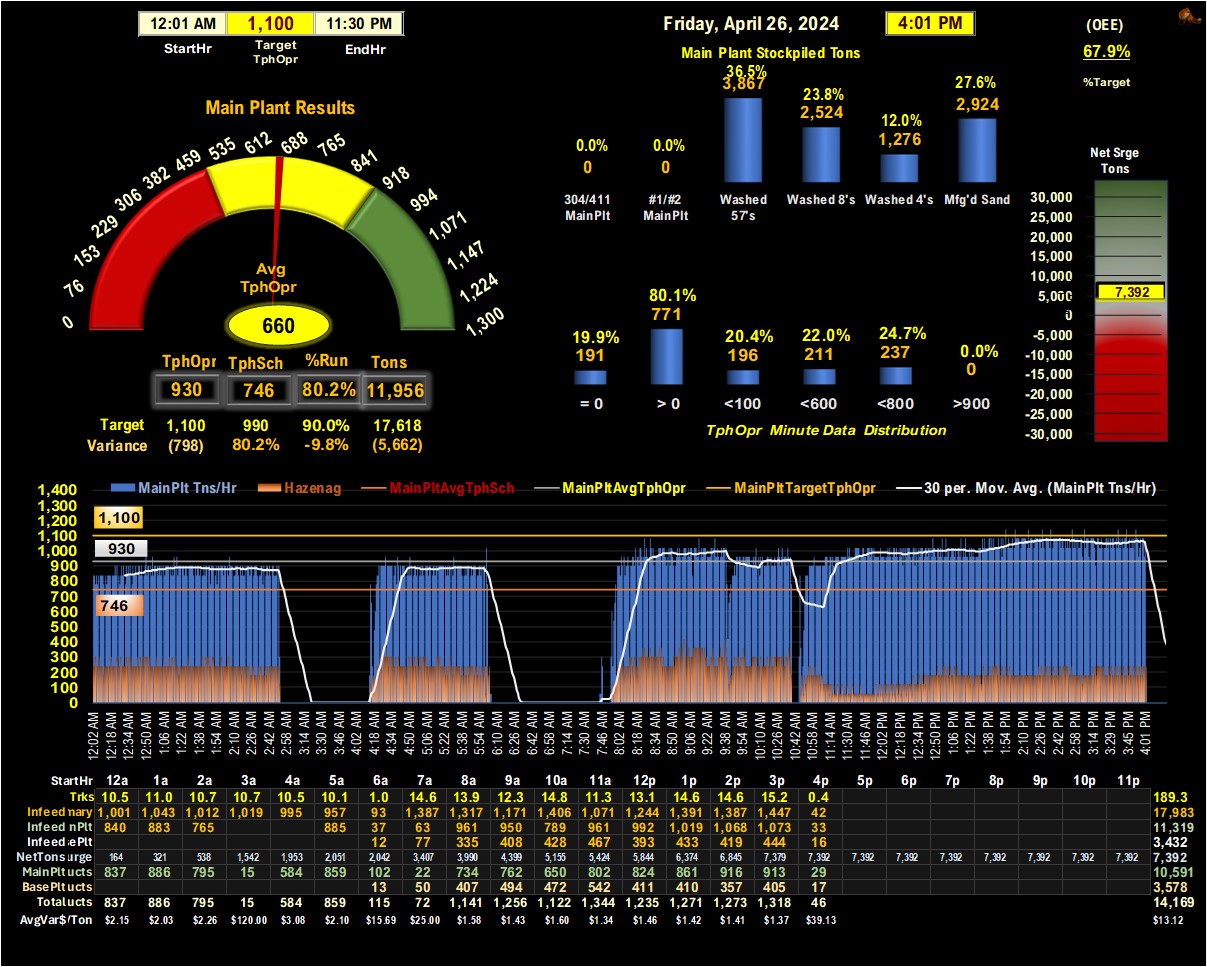 12:01 AM 1,100 11:30 PM
StartHr Target TphOpr EndHr
Friday, April 26, 2024
4:01 PM
(OEE)
67.9%
%Target
Main Plant Stockpiled Tons
36.5% 23.8% 12.0% 27.6%
0.0% 0.0%
0 0 3,867 2,524 1,276 2,924
304/411 MainPlt #1/#2 MainPlt Washed 57's Washed 8's Washed 4's Mfg'd Sand
Main Plant Results
0 76 153 229 306 382 459 535 612 688 765 841 918 994 1,071 1,147 1,224 1,300
Avg
TphOpr
660
TphOpr TphSch %Run Tons
930 746 80.2% 11,956
Target 1,100 990 90.0% 17,618
Variance (798) 80.2% -9.8% (5,662)
19.9% 80.1% 20.4% 22.0% 24.7% 0.0%
191 771 196 211 237 0
= 0 > 0 <100 <600 <800 >900
TphOpr Minute Data Distribution
Net Srge
Tons
30,000
25,000
20,000
15,000
10,000
5,000
7,392
0
-5,000
-10,000
-15,000
-20,000
-25,000
-30,000
MainPlt Tns/Hr Hazenag MainPltAvgTphSch MainPltAvgTphOpr MainPltTargetTphOpr 30 per. Mov. Avg. (MainPlt Tns/Hr)
1,400
1,300
1,200
1,100
1,000
900
800
700
600
500
400
300
200
100
0
1,100
930
746
12:02 AM 12:18 AM 12:34 AM 12:50 AM 1:06 AM 1:22 AM 1:38 AM 1:54 AM 2:10 AM 2:26 AM 2:42 AM 2:58 AM 3:14 AM 3:30 AM 3:46 AM 4:02 AM 4:18 AM 4:34 AM 4:50 AM 5:06 AM 5:22 AM 5:38 AM 5:54 AM 6:10 AM 6:26 AM 6:42 AM 6:58 AM 7:14 AM 7:30 AM 7:46 AM 8:02 AM 8:18 AM 8:34 AM 8:50 AM 9:06 AM 9:22 AM 9:38 AM 9:54 AM 10:10 AM 10:26 AM 10:42 AM 10:58 AM 11:14 AM 11:30 AM 11:46 AM 12:02 PM 12:18 PM 12:34 PM 12:50 PM 1:06 PM 1:22 PM 1:38 PM 1:54 PM 2:10 PM 2:26 PM 2:42 PM 2:58 PM 3:14 PM 3:29 PM 3:45 PM 4:01 PM
StartHr 12a 1a 2a 3a 4a 5a 6a 7a 8a 9a 10a 11a 12p 1p 2p 3p 4p 5p 6p 7p 8p 9p 10p 11p
Trks 10.5 11.0 10.7 10.7 10.5 10.1 1.0 14.6 13.9 12.3 14.8 11.3 13.1 14.6 14.6 15.2 0.4 189.3
Infeed mary 1,001 1,043 1,012 1,019 995 957 93 1,387 1,317 1,171 1,406 1,071 1,244 1,391 1,387 1,447 42 17,983
Infeed nPlt 840 883 765 885 37 63 961 950 789 961 992 1,019 1,068 1,073 33 11,319
Infeed ePlt 12 77 335 408 428 467 393 433 419 444 16 3,432
NetTons urge 164 321 538 1,542 1,953 2,051 2,042 3,407 3,990 4,399 5,155 5,424 5,844 6,374 6,845 7,379 7,392 7,392 7,392 7,392 7,392 7,392 7,392 7,392 7,392
MainPlt ucts 837 886 795 15 584 859 102 22 734 762 650 802 824 861 916 913 29 10,591
BasePlt ucts 13 50 407 494 472 542 411 410 357 405 17 3,578
Total ucts 837 886 795 15 584 859 115 72 1,141 1,256 1,122 1,344 1,235 1,271 1,273 1,318 46 14,169
AvgVar$/Ton $2.15 $2.03 $2.26 $120.00 $3.08 $2.10 $15.69 $25.00 $1.58 $1.43 $1.60 $1.34 $1.46 $1.42 $1.41 $1.37 $39.13 $13.12